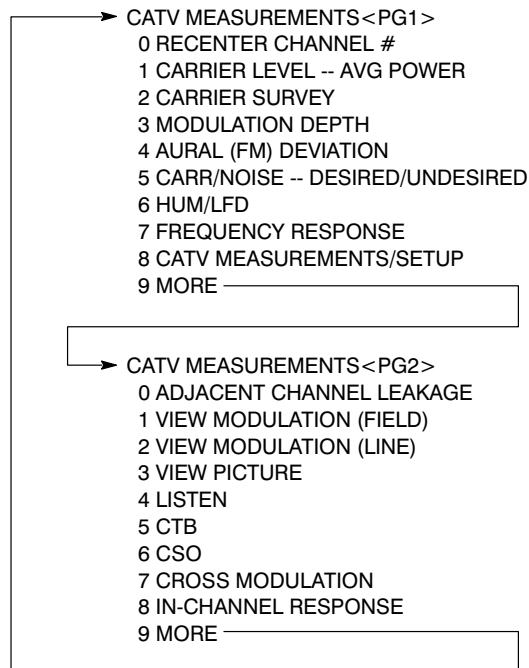 CATV MEASUREMENTS<PG1>
0 RECENTER CHANNEL #
1 CARRIER LEVEL -- AVG POWER
2 CARRIER SURVEY
3 MODULATION DEPTH
4 AURAL (FM) DEVIATION
5 CARR/NOISE -- DESIRED/UNDESIRED
6 HUM/LFD
7 FREQUENCY RESPONSE
8 CATV MEASUREMENTS/SETUP
9 MORE
CATV MEASUREMENTS<PG2>
0 ADJACENT CHANNEL LEAKAGE
1 VIEW MODULATION (FIELD)
2 VIEW MODULATION (LINE)
3 VIEW PICTURE
4 LISTEN
5 CTB
6 CSO
7 CROSS MODULATION
8 IN-CHANNEL RESPONSE
9 MORE